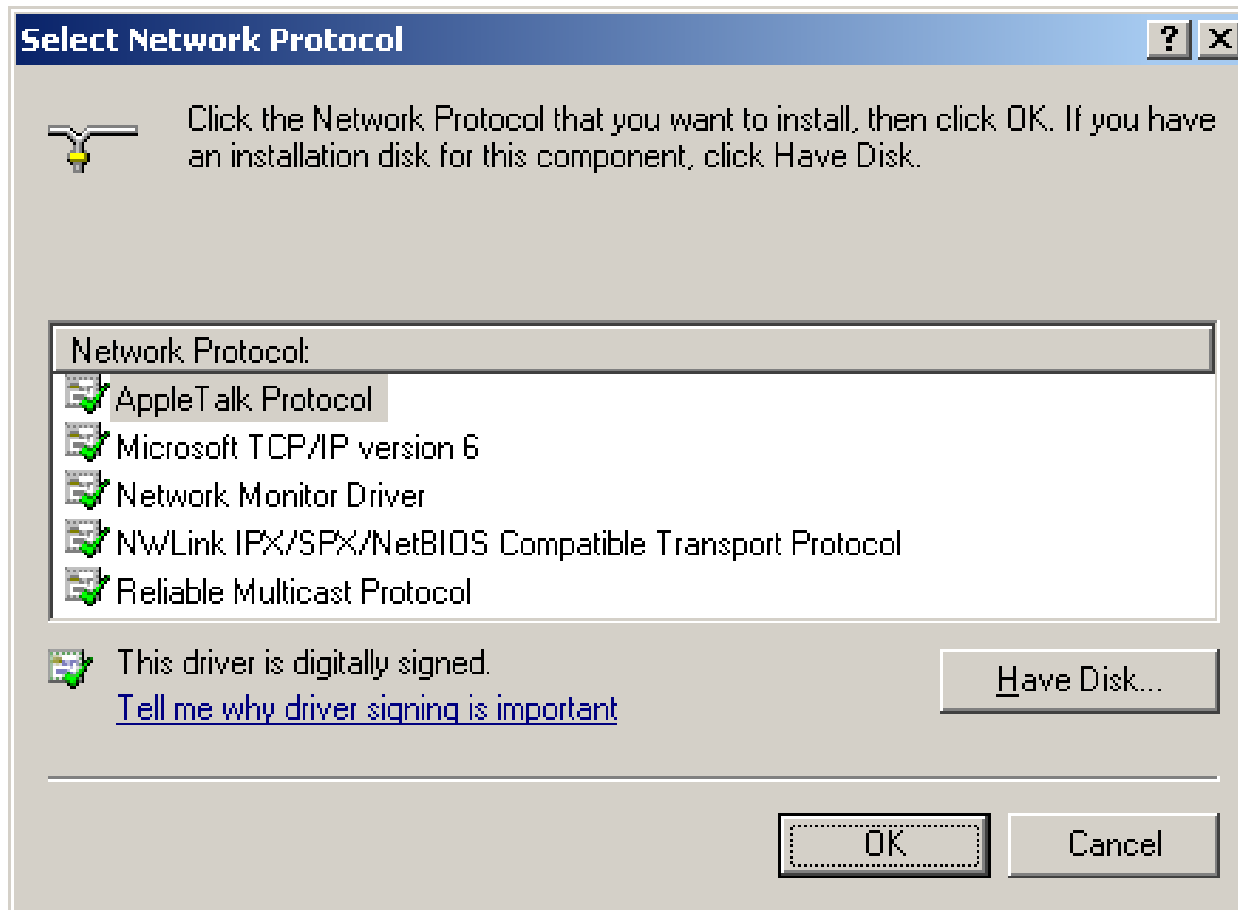 Select Network Protocol
Click the Network Protocol that you want to install, then click OK. If you have
an installation disk for this component, click Have Disk.
Network Protocol:
AppleTalk Protocol
Microsoft TCP/IP version 6
Network Monitor Driver
NWLink IPX/SPX/NetBIOS Compatible Transport Protocol
Reliable Multicast Protocol
This driver is digitally signed.
Have Disk...
Tell me why driver signing is important
OK
Cancel